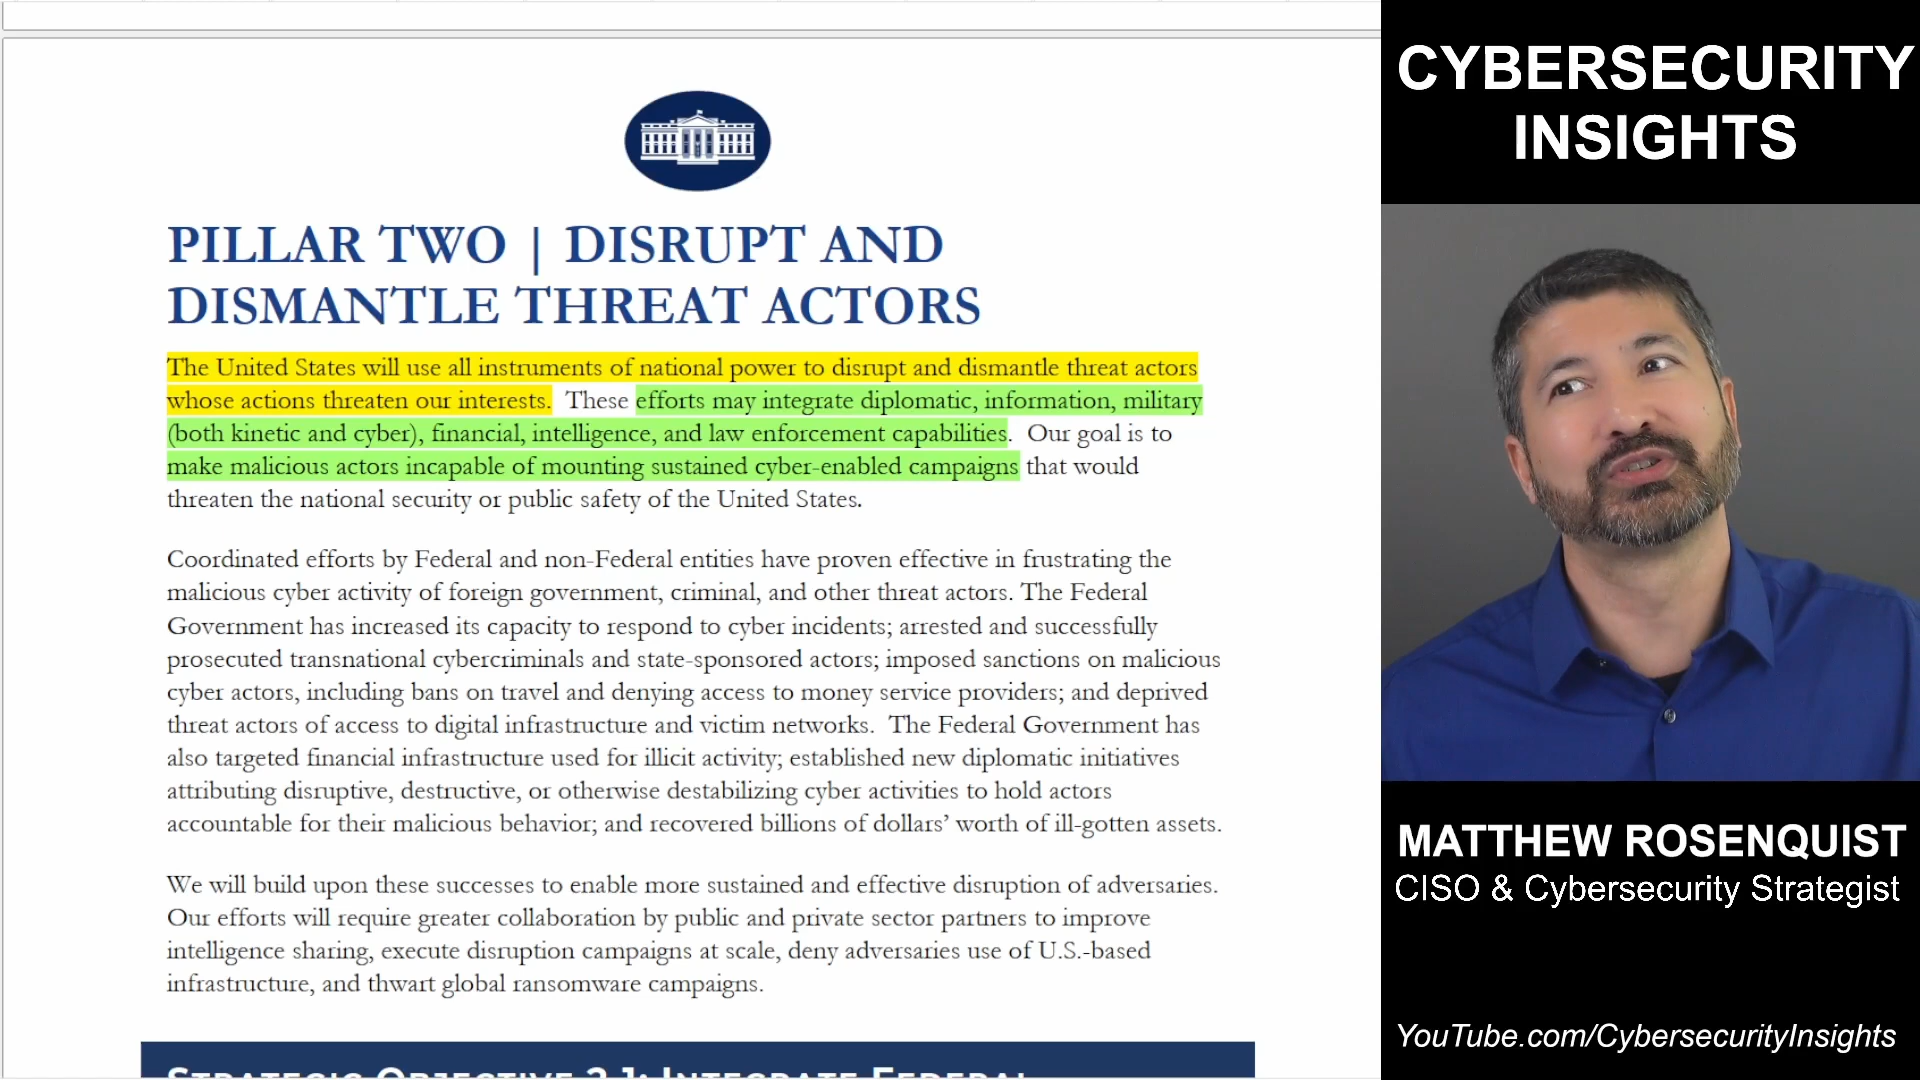 PILLAR TWO | DISRUPT AND
DISMANTLE THREAT ACTORS
The United States will use all instruments of national power to disrupt and dismantle threat actors
whose actions threaten our interests.  These efforts may integrate diplomatic, information, military
(both kinetic and cyber), financial, intelligence, and law enforcement capabilities.  Our goal is to
make malicious actors incapable of mounting sustained cyber-enabled campaigns that would
threaten the national security or public safety of the United States.
Coordinated efforts by Federal and non-Federal entities have proven effective in frustrating the
malicious cyber activity of foreign government, criminal, and other threat actors. The Federal
Government has increased its capacity to respond to cyber incidents; arrested and successfully
prosecuted transnational cybercriminals and state-sponsored actors; imposed sanctions on malicious
cyber actors, including bans on travel and denying access to money service providers; and deprived
threat actors of access to digital infrastructure and victim networks.  The Federal Government has
also targeted financial infrastructure used for illicit activity; established new diplomatic initiatives
attributing disruptive, destructive, or otherwise destabilizing cyber activities to hold actors
accountable for their malicious behavior; and recovered billions of dollars’ worth of ill-gotten assets.
We will build upon these successes to enable more sustained and effective disruption of adversaries.
Our efforts will require greater collaboration by public and private sector partners to improve
intelligence sharing, execute disruption campaigns at scale, deny adversaries use of U.S.-based
infrastructure, and thwart global ransomware campaigns.
STRATEGIC OBJECTIVE 2.1: INTEGRATE FEDERAL
CYBERSECURITY
INSIGHTS
MATTHEW ROSENQUIST
CISO & Cybersecurity Strategist
YouTube.com/CybersecurityInsights